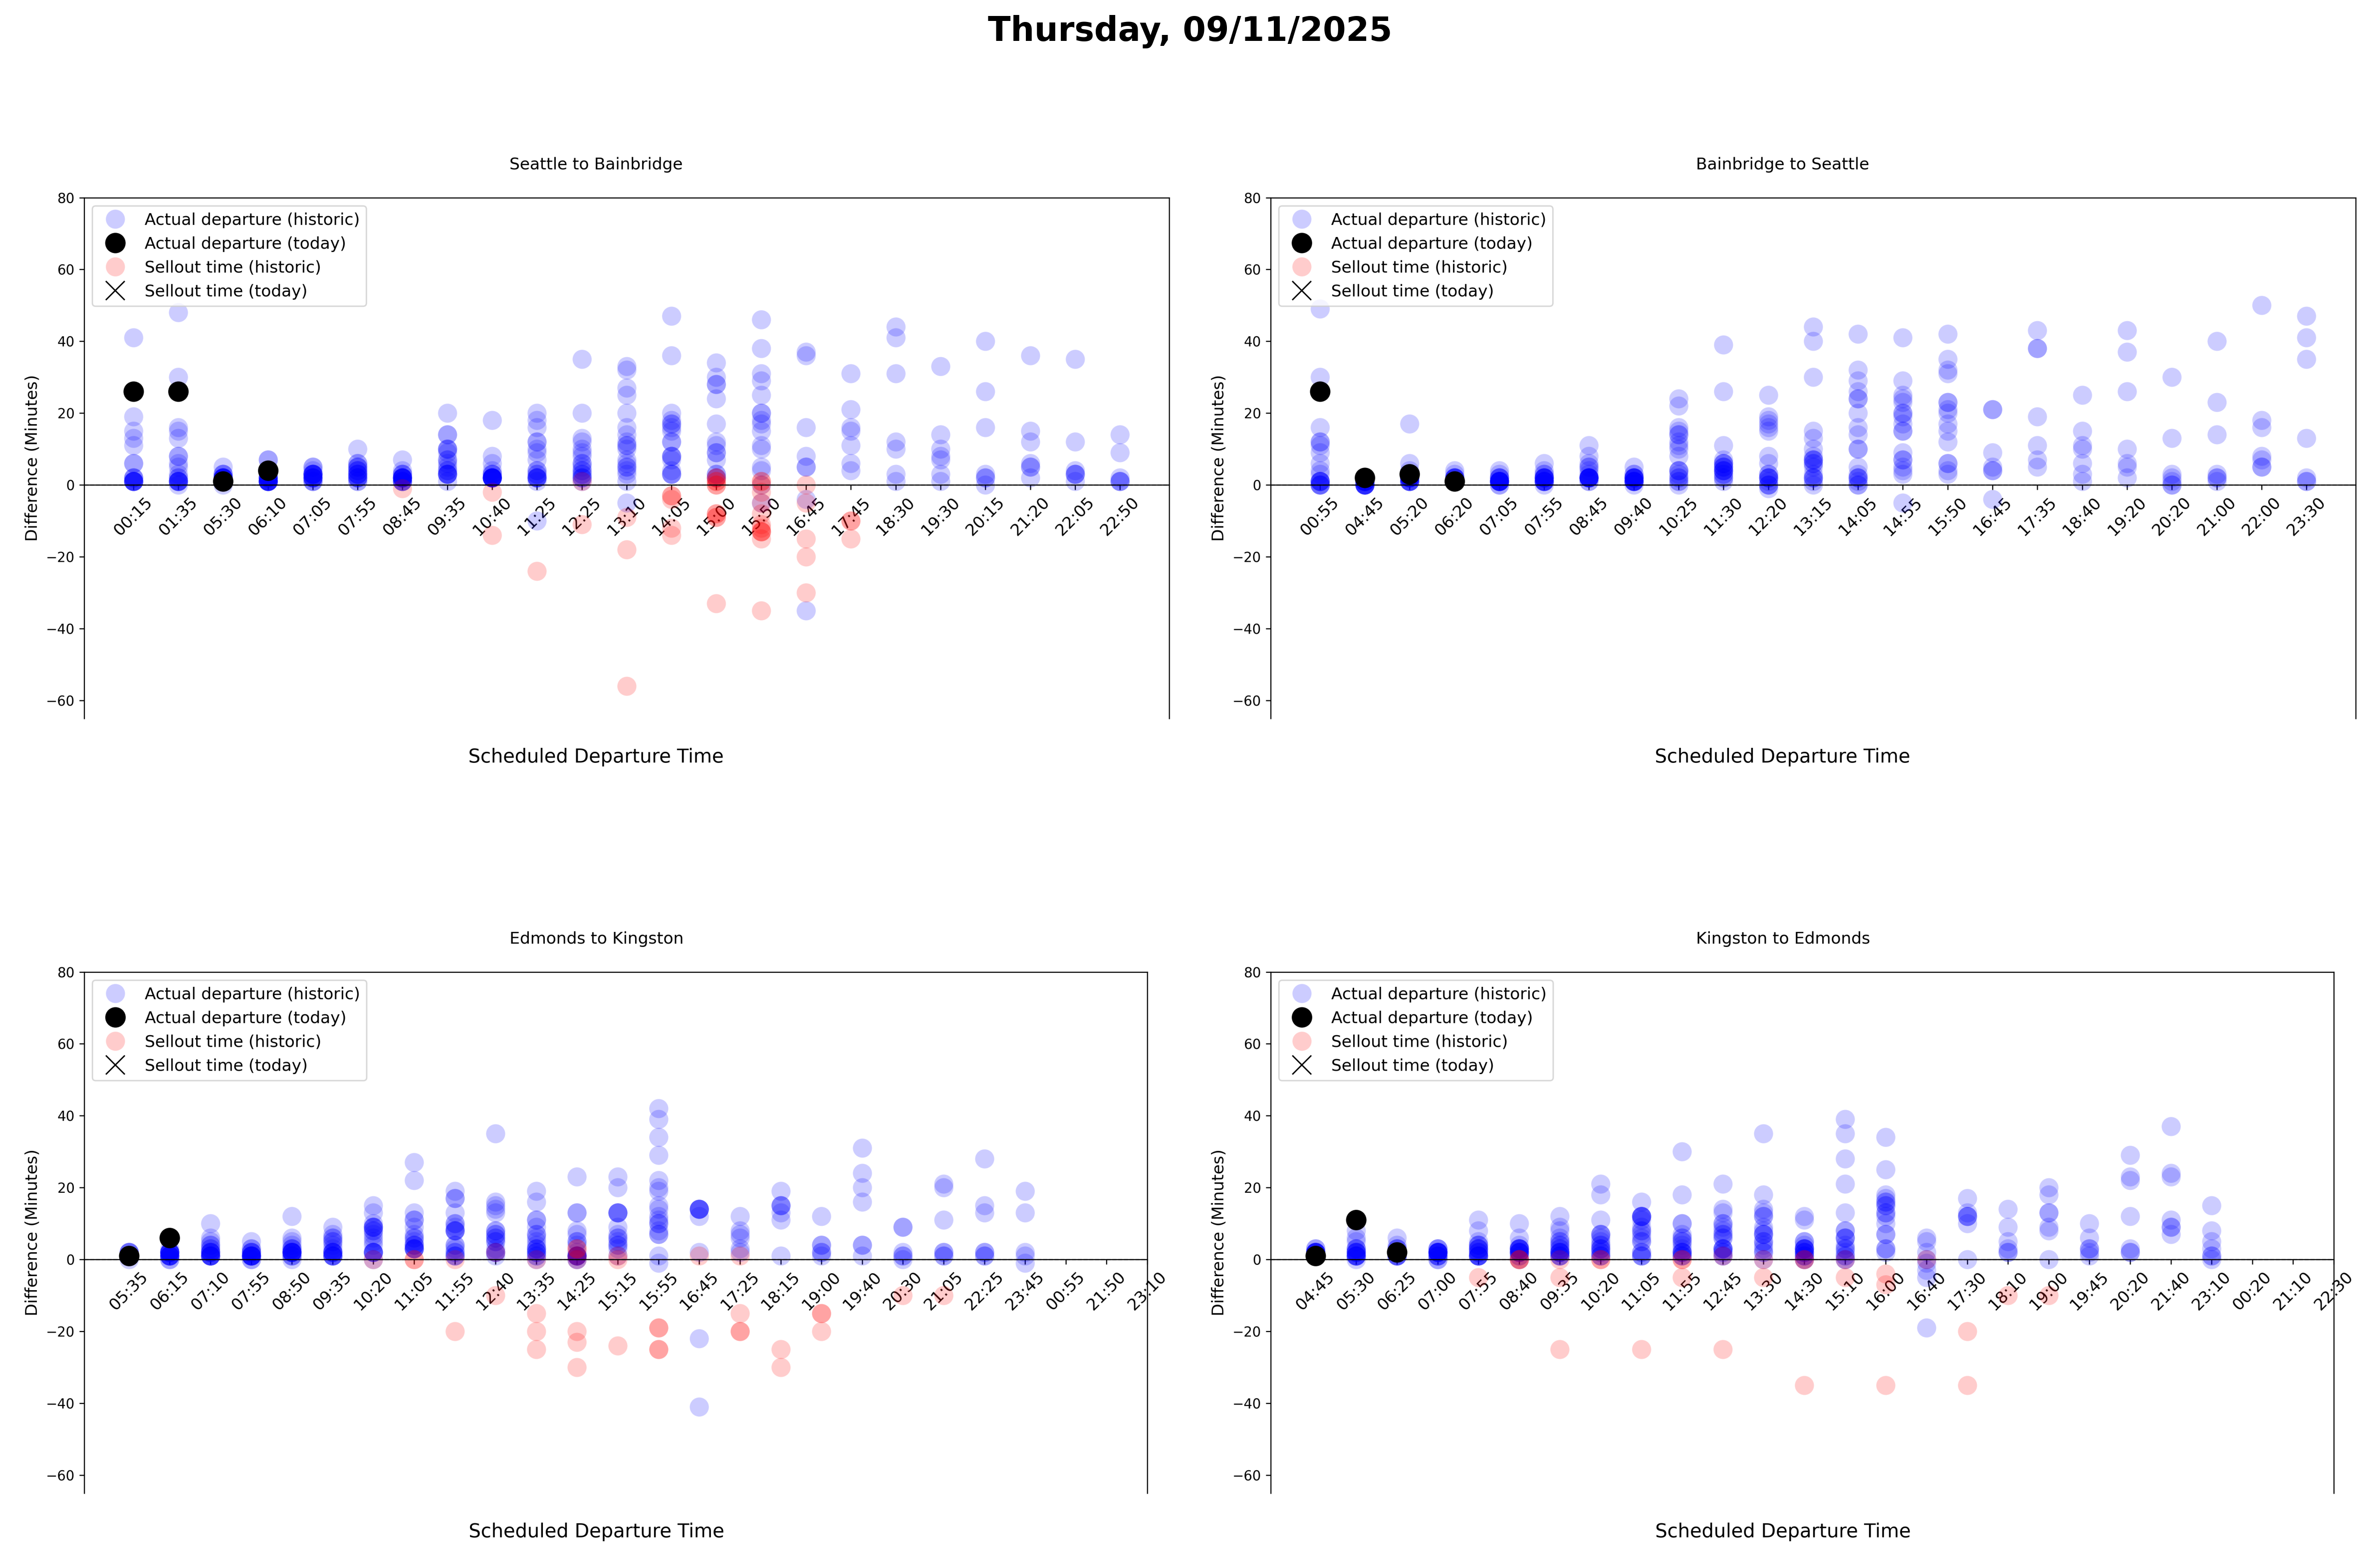 Thursday, 09/11/2025
Seattle to Bainbridge
80
60
40
20
0
−20
−40
−60
Difference (Minutes)
Actual departure (historic)
Actual departure (today)
Sellout time (historic)
Sellout time (today)
00:15 01:35 05:30 06:10 07:05 07:55 08:45 09:35 10:40 11:25 12:25 13:10 14:05 15:00 15:50 16:45 17:45 18:30 19:30 20:15 21:20 22:05 22:50
Scheduled Departure Time
Bainbridge to Seattle
80
60
40
20
0
−20
−40
−60
Difference (Minutes)
Actual departure (historic)
Actual departure (today)
Sellout time (historic)
Sellout time (today)
00:55 04:45 05:20 06:20 07:05 07:55 08:45 09:40 10:25 11:30 12:20 13:15 14:05 14:55 15:50 16:45 17:35 18:40 19:20 20:20 21:00 22:00 23:30
Scheduled Departure Time
Edmonds to Kingston
80
60
40
20
0
−20
−40
−60
Difference (Minutes)
Actual departure (historic)
Actual departure (today)
Sellout time (historic)
Sellout time (today)
05:35 06:15 07:10 07:55 08:50 09:35 10:20 11:05 11:55 12:40 13:35 14:25 15:15 15:55 16:45 17:25 18:15 19:00 19:40 20:30 21:05 22:25 23:45 00:55 21:50 23:10
Scheduled Departure Time
Kingston to Edmonds
80
60
40
20
0
−20
−40
−60
Difference (Minutes)
Actual departure (historic)
Actual departure (today)
Sellout time (historic)
Sellout time (today)
04:45 05:30 06:25 07:00 07:55 08:40 09:35 10:20 11:05 11:55 12:45 13:30 14:30 15:10 16:00 16:40 17:30 18:10 19:00 19:45 20:20 21:40 23:10 00:20 21:10 22:30
Scheduled Departure Time